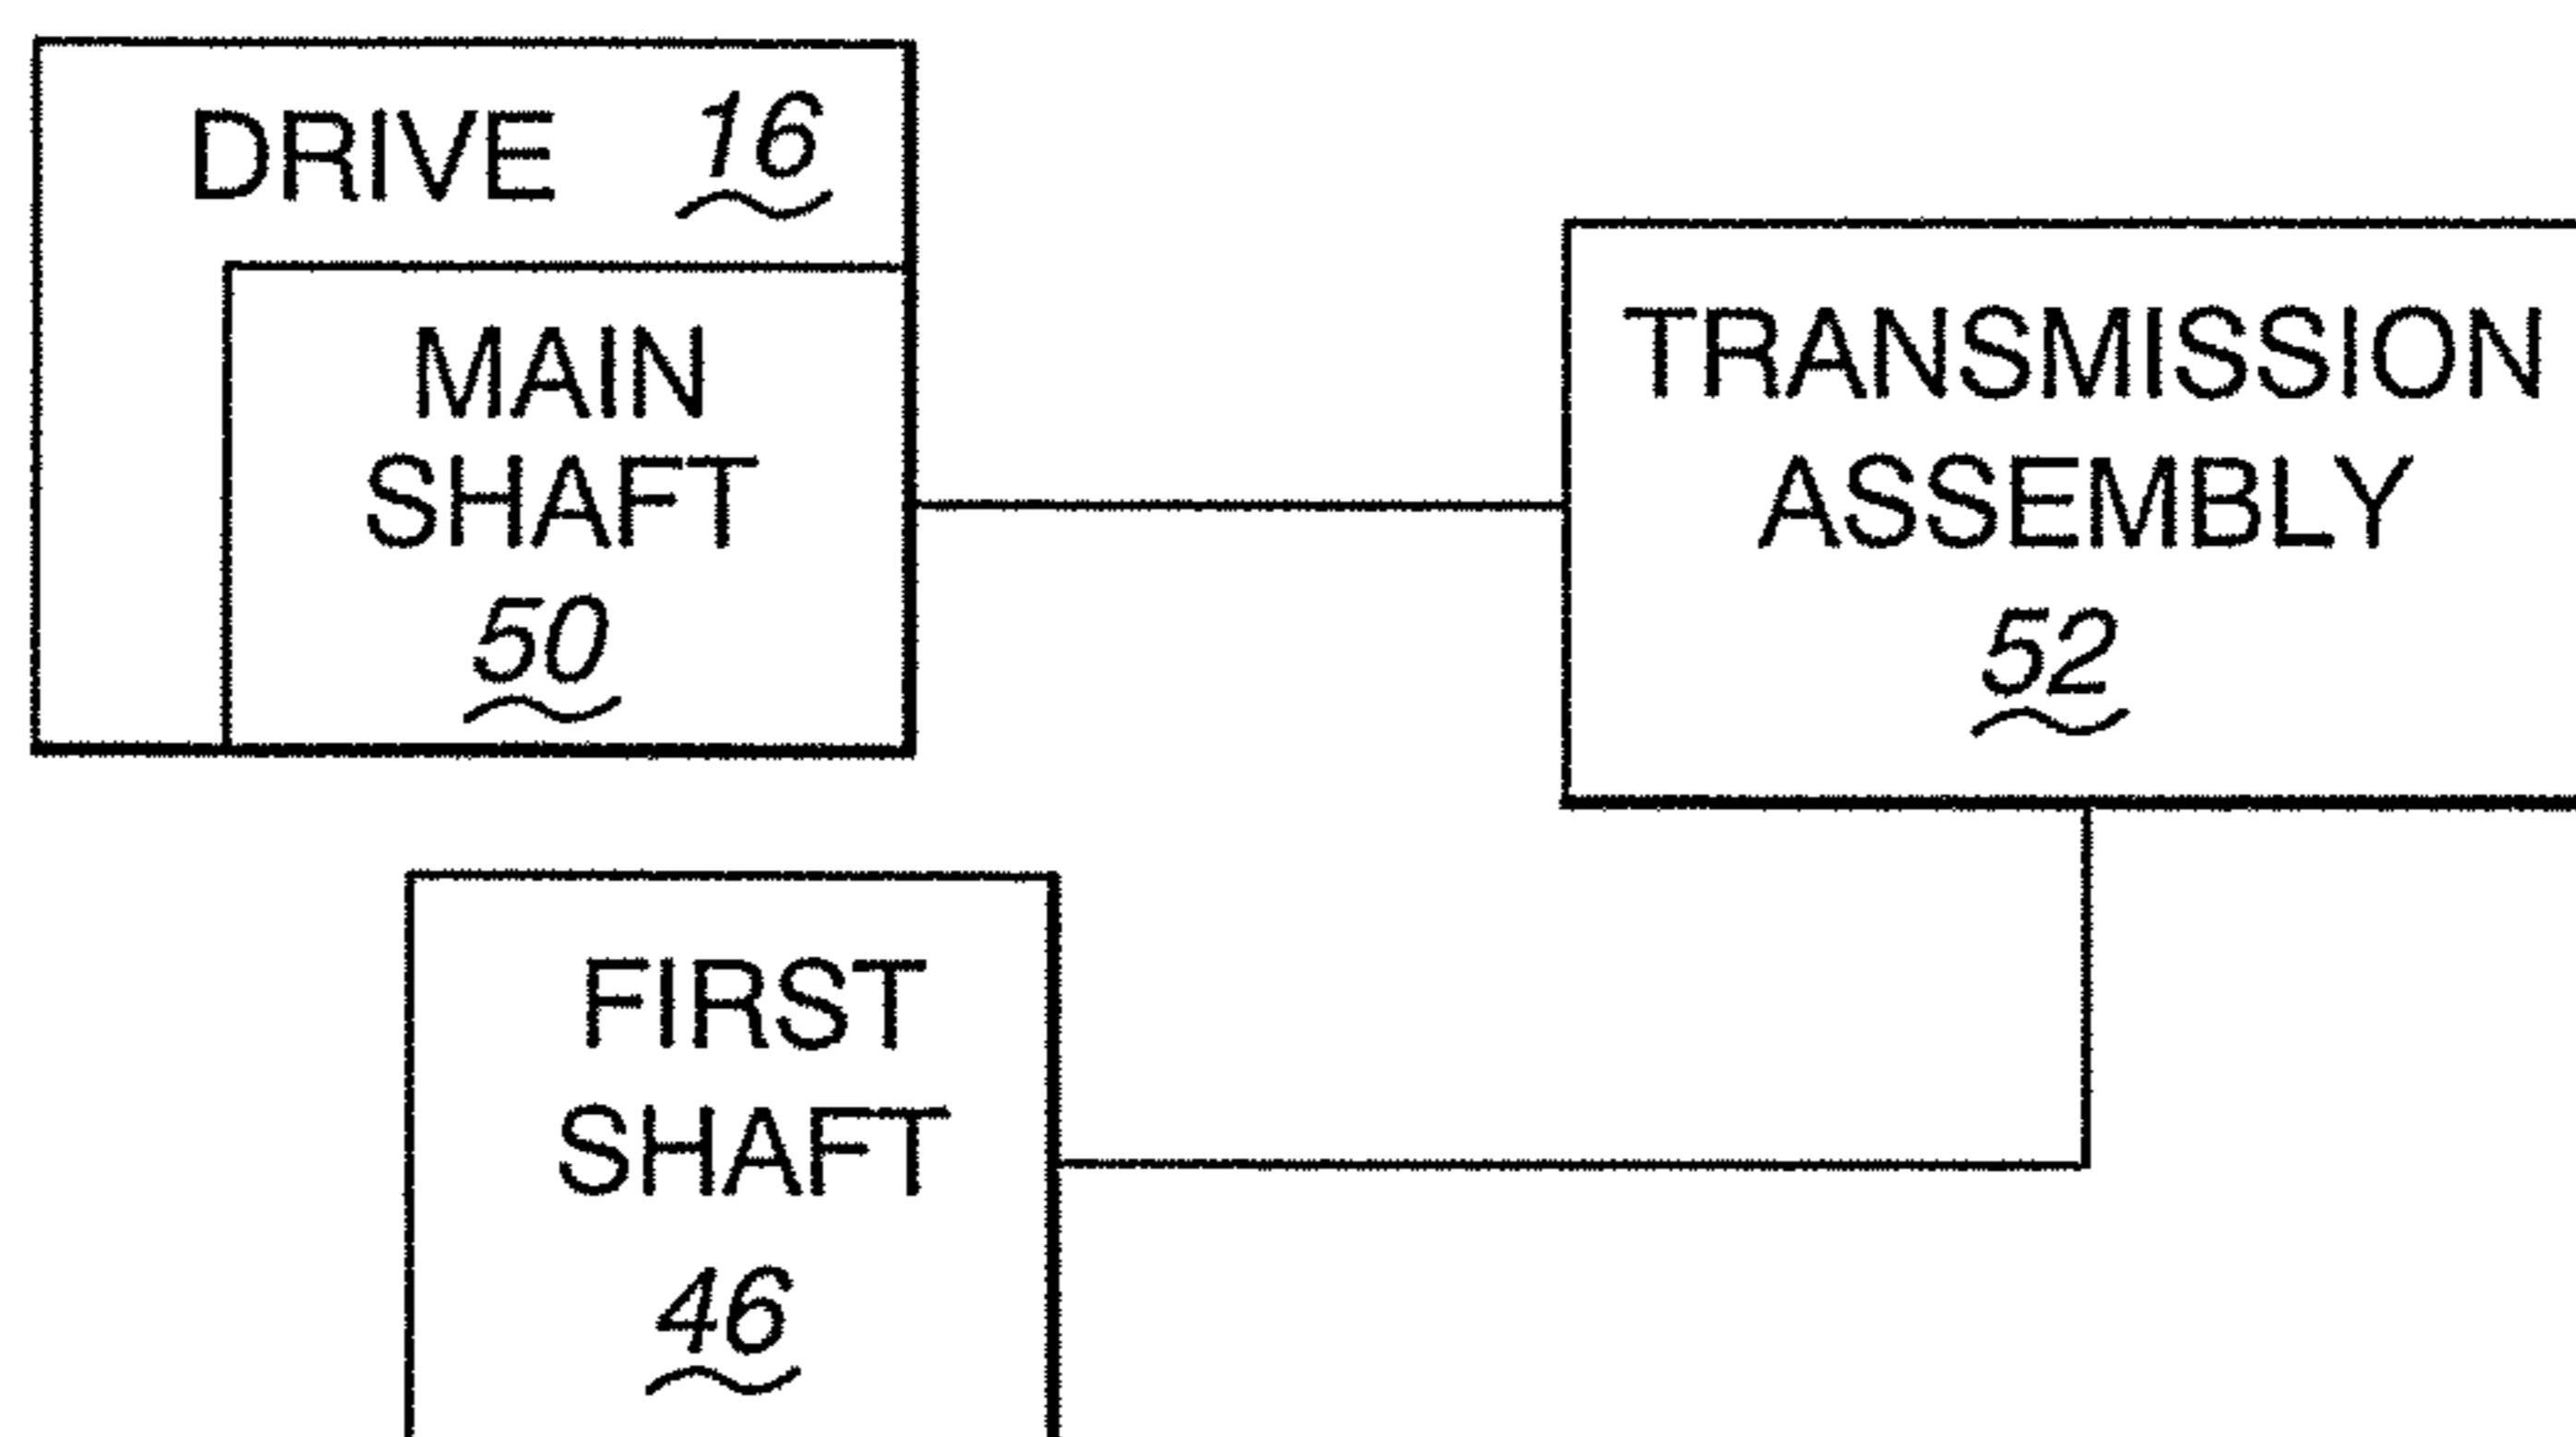 DRIVE 16
MAIN
SHAFT
50
TRANSMISSION
ASSEMBLY
52
FIRST
SHAFT
46